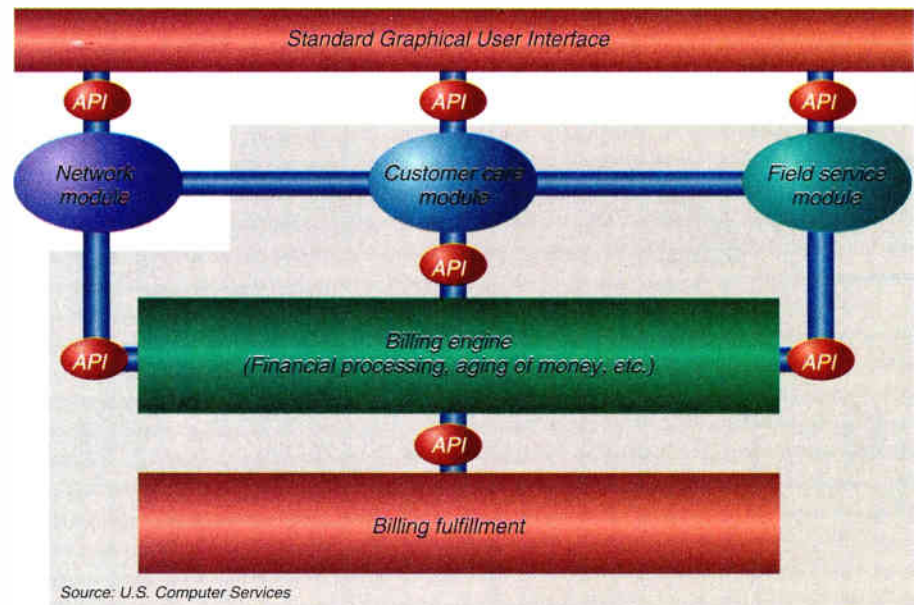 Standard Graphical User Interface
API
API
API
Network
module
Customer care
module
Field service
module
API
Billing engine
(Financial processing, aging of money, etc.)
API
API
API
Billing fulfillment
Source: U.S. Computer Services